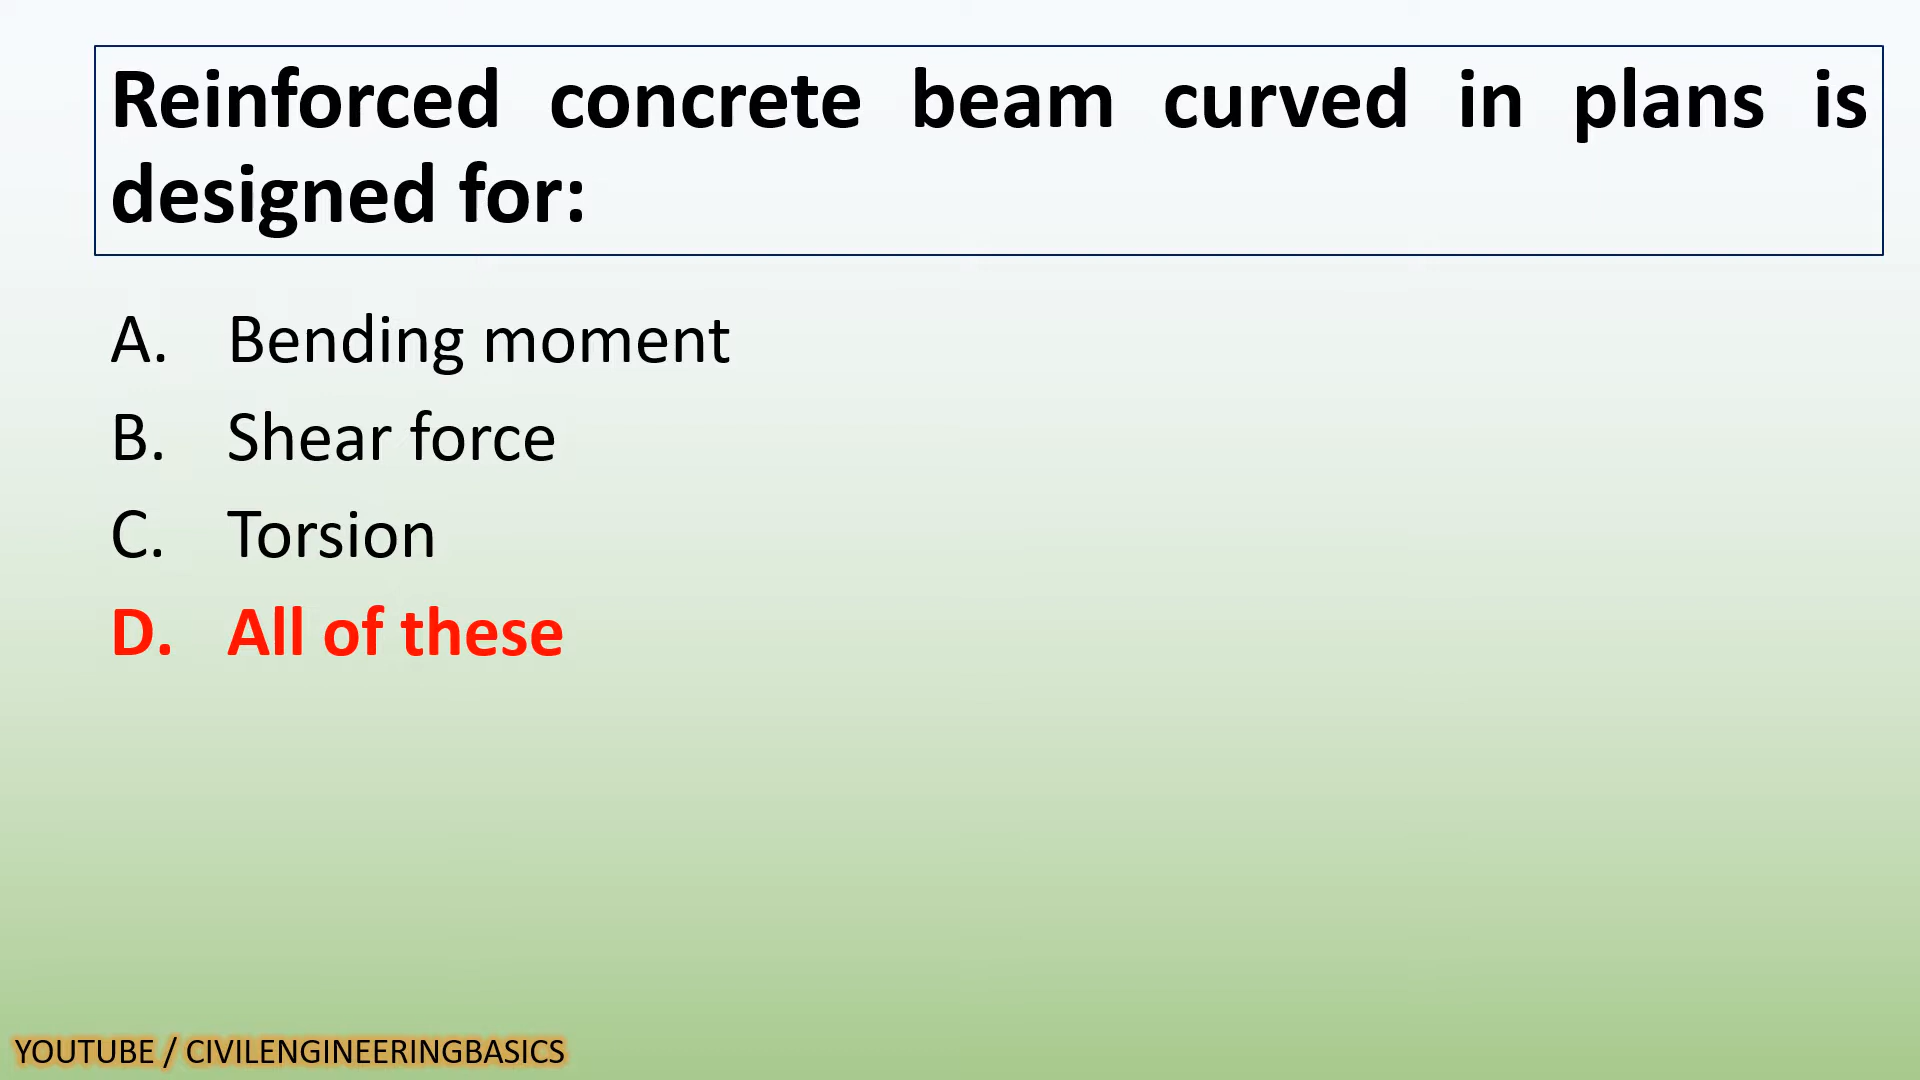 Reinforced concrete beam curved in plans is
designed for:
A. Bending moment
B. Shear force
C. Torsion
D. All of these
YOUTUBE / CIVILENGINEERINGBASICS